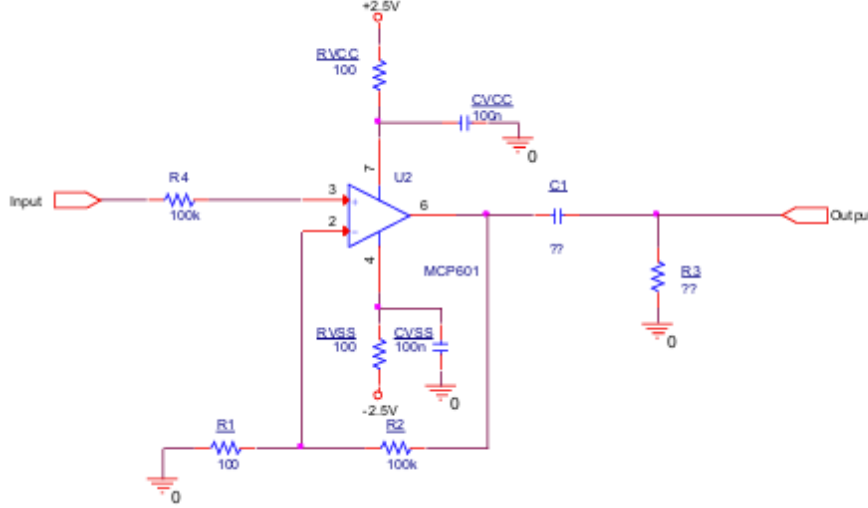 +2.5V
RVCC
100
CVCC
100n
0
7
R4
U2
Input
3
+
100k
6
C1
Outpu
2
-
4
MCP601
??
R3
??
0
RVSS
100
CVSS
100n
0
-2.5V
R1
R2
100
100k
0